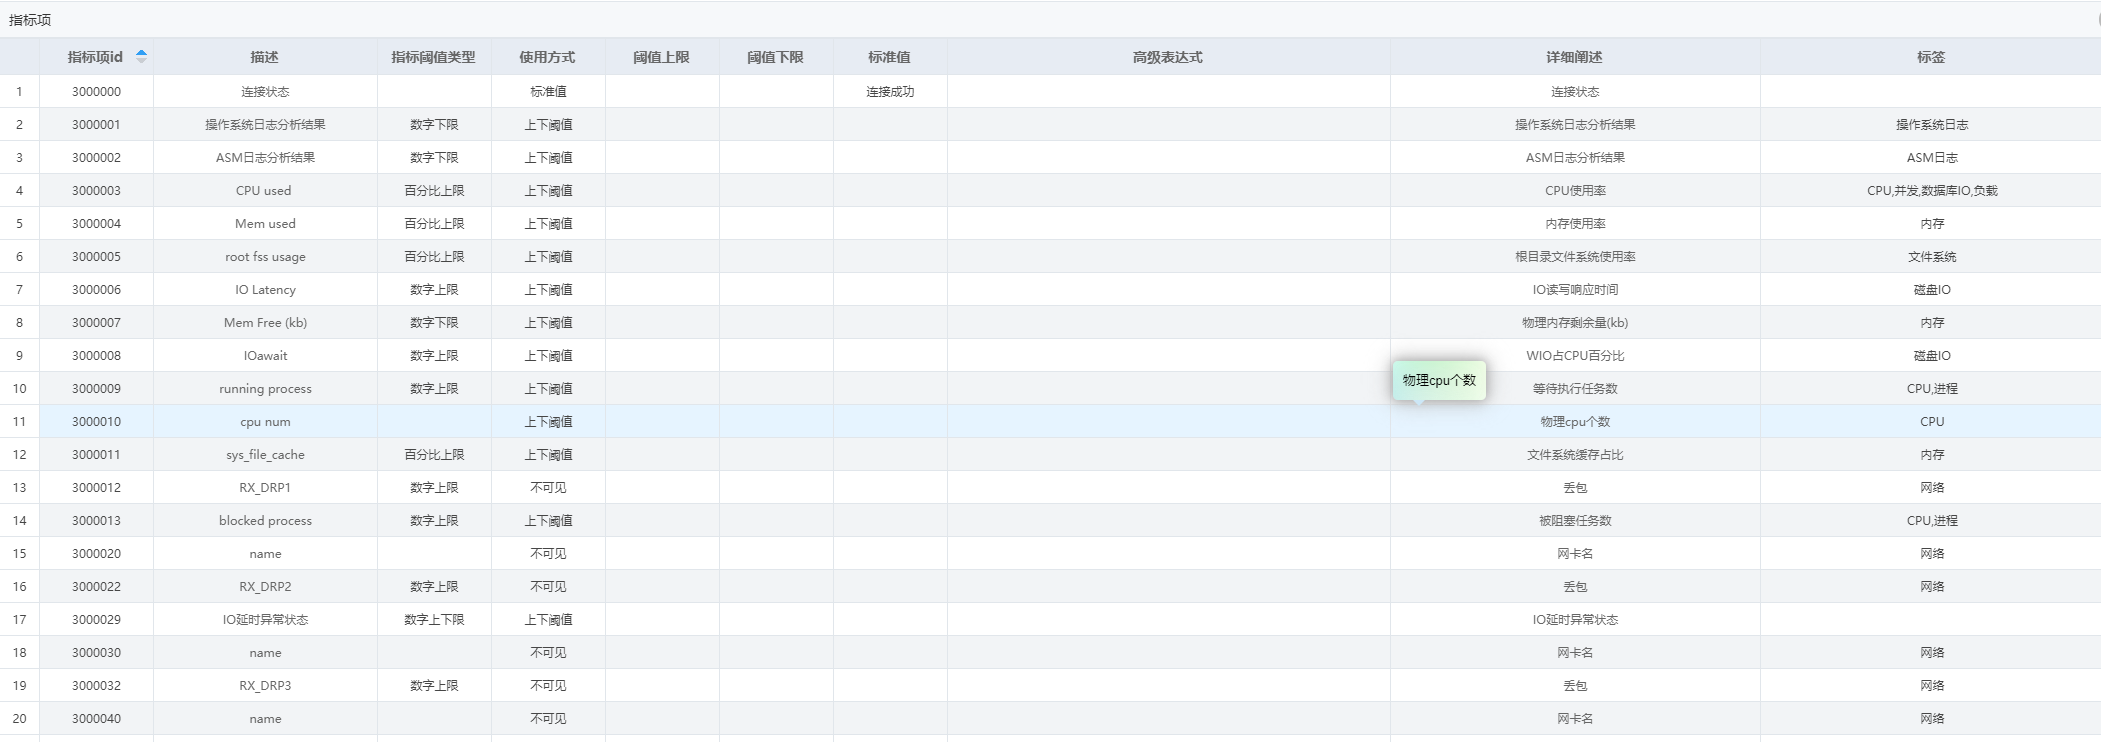 指标项
指标项id 描述 指标阈值类型 使用方式 阈值上限 阈值下限 标准值 高级表达式 详细阐述 标签
1 3000000 连接状态 标准值 连接成功 连接状态
2 3000001 操作系统日志分析结果 数字下限 上下阈值 操作系统日志分析结果 操作系统日志
3 3000002 ASM日志分析结果 数字下限 上下阈值 ASM日志分析结果 ASM日志
4 3000003 CPU used 百分比上限 上下阈值 CPU使用率 CPU,并发,数据库IO,负载
5 3000004 Mem used 百分比上限 上下阈值 内存使用率 内存
6 3000005 root fss usage 百分比上限 上下阈值 根目录文件系统使用率 文件系统
7 3000006 IO Latency 数字上限 上下阈值 IO读写响应时间 磁盘IO
8 3000007 Mem Free (kb) 数字下限 上下阈值 物理内存剩余量(kb) 内存
9 3000008 IOawait 数字上限 上下阈值 WIO占CPU百分比 磁盘IO
物理cpu个数
10 3000009 running process 数字上限 上下阈值 等待执行任务数 CPU,进程
11 3000010 cpu num 上下阈值 物理cpu个数 CPU
12 3000011 sys_file_cache 百分比上限 上下阈值 文件系统缓存占比 内存
13 3000012 RX_DRP1 数字上限 不可见 丢包 网络
14 3000013 blocked process 数字上限 上下阈值 被阻塞任务数 CPU,进程
15 3000020 name 不可见 网卡名 网络
16 3000022 RX_DRP2 数字上限 不可见 丢包 网络
17 3000029 IO延时异常状态 数字上下限 上下阈值 IO延时异常状态
18 3000030 name 不可见 网卡名 网络
19 3000032 RX_DRP3 数字上限 不可见 丢包 网络
20 3000040 name 不可见 网卡名 网络